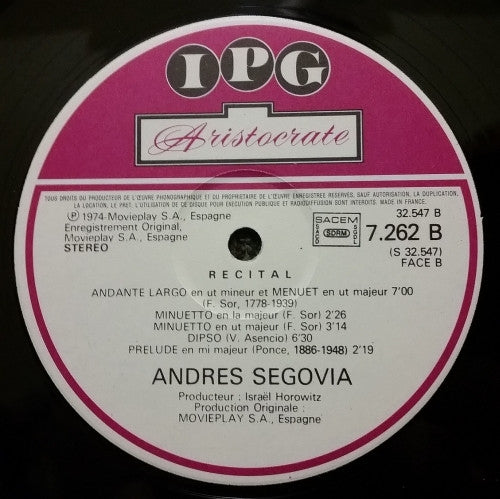 IPG
Aristocrate
TOUS DROITS DU PRODUCTEUR DE L'ŒUVRE PHONOGRAPHIQUE ET DU PROPRIETAIRE DE L'ŒUVRE ENREGISTREE RESERVES, SAUF AUTORISATION, LA DUPLICATION,
LA LOCATION, LE PRET, L'UTILISATION DE CE DISQUE POUR EXECUTION PUBLIQUE ET RADIODIFFUSION SONT INTERDITS. MADE IN FRANCE.
Ⓟ 1974-Movieplay S.A., Espagne
Enregistrement Original,
Movieplay S.A., Espagne
STEREO
SACEM
SACD SDRM SGDL
32.547 B
7.262 B
(S 32.547)
FACE B
RECITAL
ANDANTE LARGO en ut mineur et MENUET en ut majeur 7'00
(F. Sor, 1778-1939)
MINUETTO en la majeur (F. Sor) 2'26
MINUETTO en ut majeur (F. Sor) 3'14
DIPSO (V. Asencio) 6'30
PRELUDE en mi majeur (Ponce, 1886-1948) 2'19
ANDRES SEGOVIA
Producteur : Israël Horowitz
Production Originale :
MOVIEPLAY S.A., Espagne